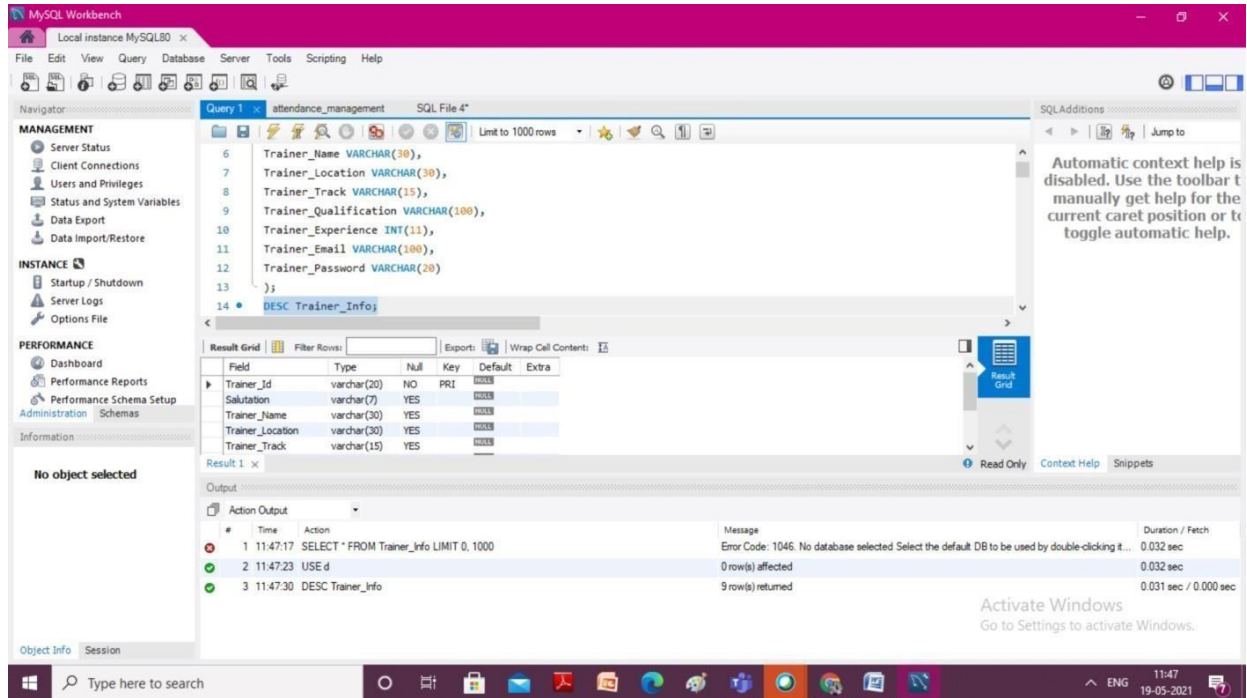 MySQL Workbench
Local instance MySQL80 ×
File Edit View Query Database Server Tools Scripting Help
Navigator
MANAGEMENT
Server Status
Client Connections
Users and Privileges
Status and System Variables
Data Export
Data Import/Restore
INSTANCE
Startup / Shutdown
Server Logs
Options File
PERFORMANCE
Dashboard
Performance Reports
Performance Schema Setup
Administration Schemas
Information
No object selected
Object Info Session
Query 1 × attendance_management SQL File 4*
Limit to 1000 rows
6 Trainer_Name VARCHAR(30),
7 Trainer_Location VARCHAR(30),
8 Trainer_Track VARCHAR(15),
9 Trainer_Qualification VARCHAR(100),
10 Trainer_Experience INT(11),
11 Trainer_Email VARCHAR(100),
12 Trainer_Password VARCHAR(20)
13 );
14 DESC Trainer_Info;
Result Grid Filter Rows: Export: Wrap Cell Content:
Field Type Null Key Default Extra
Trainer_Id varchar(20) NO PRI NULL
Salutation varchar(7) YES NULL
Trainer_Name varchar(30) YES NULL
Trainer_Location varchar(30) YES NULL
Trainer_Track varchar(15) YES NULL
Result Grid
Result 1 × Read Only
SQLAdditions
Jump to
Automatic context help is
disabled. Use the toolbar t
manually get help for the
current caret position or to
toggle automatic help.
Context Help Snippets
Output
Action Output
# Time Action Message Duration / Fetch
1 11:47:17 SELECT * FROM Trainer_Info LIMIT 0, 1000 Error Code: 1046. No database selected Select the default DB to be used by double-clicking it... 0.032 sec
2 11:47:23 USE d 0 row(s) affected 0.032 sec
3 11:47:30 DESC Trainer_Info 9 row(s) returned 0.031 sec / 0.000 sec
Activate Windows
Go to Settings to activate Windows.
Type here to search
ENG
11:47
19-05-2021